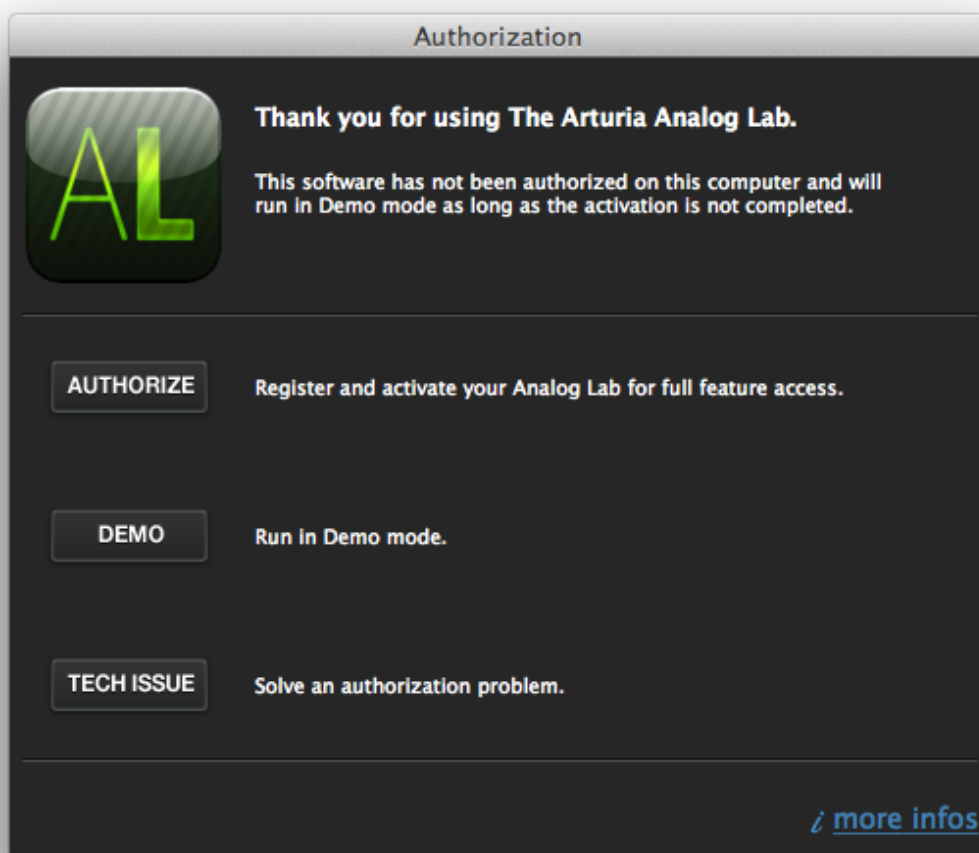 Authorization
AL
Thank you for using The Arturia Analog Lab.
This software has not been authorized on this computer and will
run in Demo mode as long as the activation is not completed.
AUTHORIZE
Register and activate your Analog Lab for full feature access.
DEMO
Run in Demo mode.
TECH ISSUE
Solve an authorization problem.
i more infos